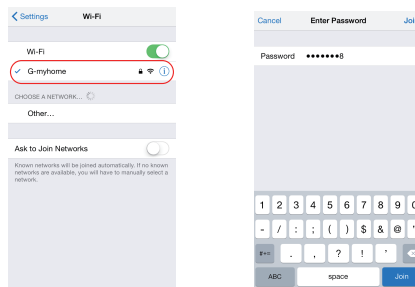 Settings
Wi-Fi
Wi-Fi
G-myhome
CHOOSE A NETWORK...
Other...
Ask to Join Networks
Known networks will be joined automatically. If no known
networks are available, you will have to manually select a
network.
Cancel Enter Password Joi
Password ●●●●●●●8
1 2 3 4 5 6 7 8 9 0
- / : ; ( ) $ & @ "
#+= . , ? ! '
ABC space Join